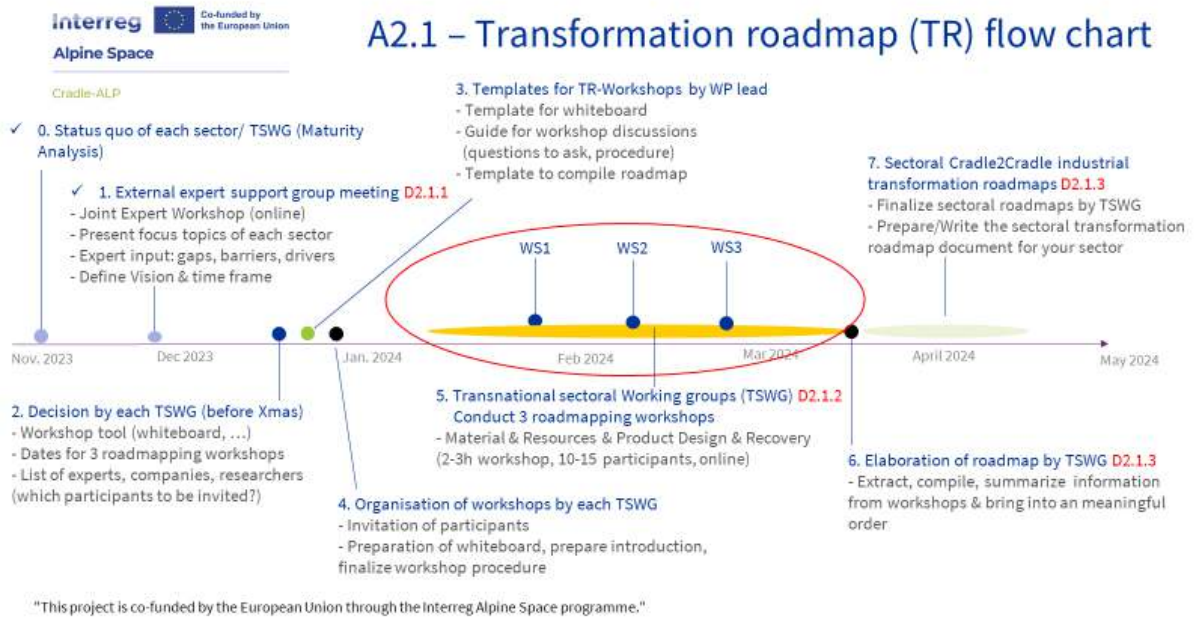 Interreg
Co-funded by
the European Union
Alpine Space
Cradle-ALP
A2.1 – Transformation roadmap (TR) flow chart
✓ 0. Status quo of each sector/ TSWG (Maturity
Analysis)
✓ 1. External expert support group meeting D2.1.1
- Joint Expert Workshop (online)
- Present focus topics of each sector
- Expert input: gaps, barriers, drivers
- Define Vision & time frame
3. Templates for TR-Workshops by WP lead
- Template for whiteboard
- Guide for workshop discussions
(questions to ask, procedure)
- Template to compile roadmap
7. Sectoral Cradle2Cradle industrial
transformation roadmaps D2.1.3
- Finalize sectoral roadmaps by TSWG
- Prepare/Write the sectoral transformation
roadmap document for your sector
WS1
WS2
WS3
Nov. 2023
Dec 2023
Jan. 2024
Feb 2024
Mar 2024
April 2024
May 2024
2. Decision by each TSWG (before Xmas)
- Workshop tool (whiteboard, ...)
- Dates for 3 roadmapping workshops
- List of experts, companies, researchers
(which participants to be invited?)
4. Organisation of workshops by each TSWG
- Invitation of participants
- Preparation of whiteboard, prepare introduction,
finalize workshop procedure
5. Transnational sectoral Working groups (TSWG) D2.1.2
Conduct 3 roadmapping workshops
- Material & Resources & Product Design & Recovery
(2-3h workshop, 10-15 participants, online)
6. Elaboration of roadmap by TSWG D2.1.3
- Extract, compile, summarize information
from workshops & bring into an meaningful
order
"This project is co-funded by the European Union through the Interreg Alpine Space programme."